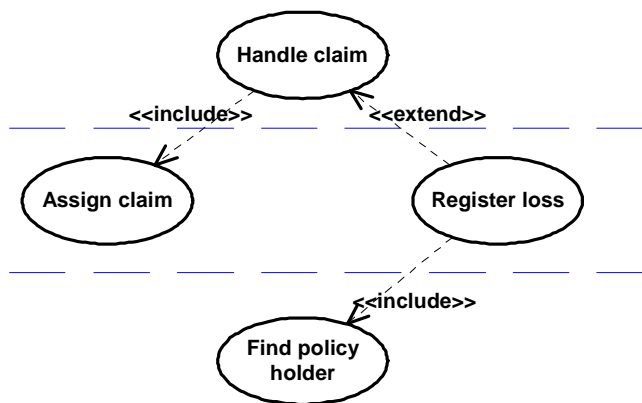 Handle claim
<<include>>
<<extend>>
Assign claim
Register loss
<<include>>
Find policy
holder